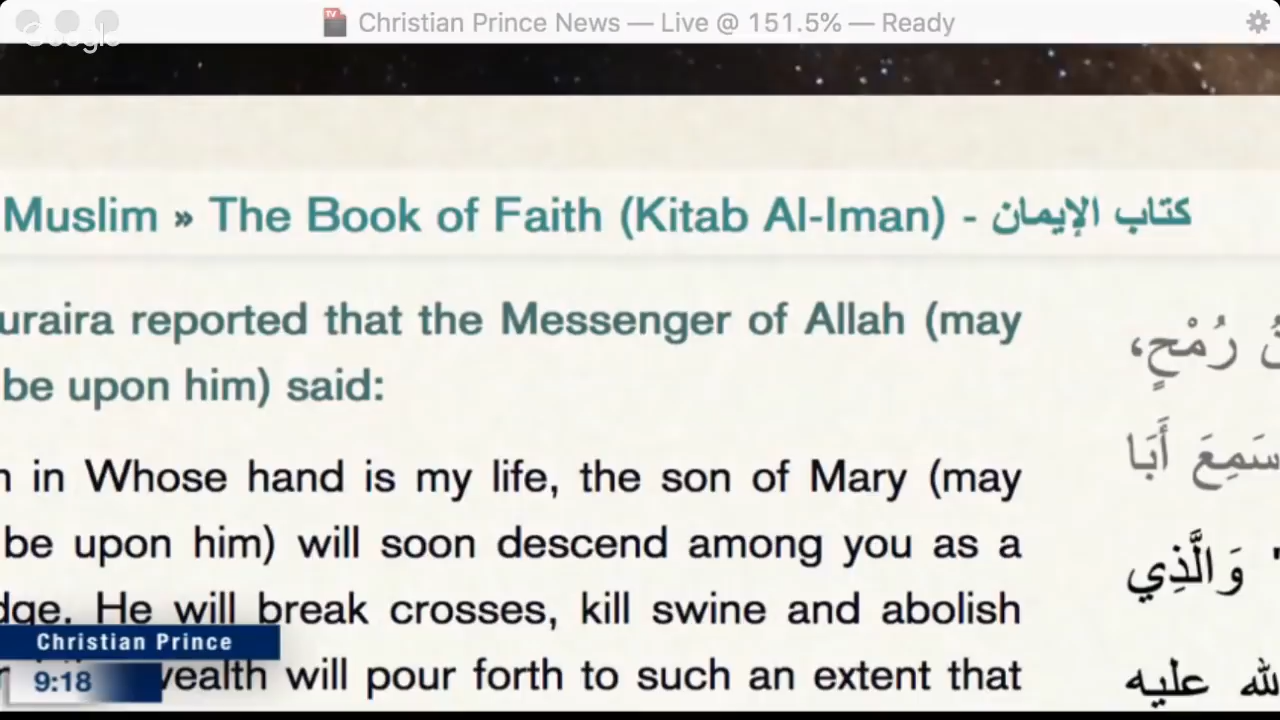 Christian Prince News — Live @ 151.5% — Ready
Google
Muslim » The Book of Faith (Kitab Al-Iman) - كتاب الإيمان
uraira reported that the Messenger of Allah (may
be upon him) said:
in Whose hand is my life, the son of Mary (may
be upon him) will soon descend among you as a
dge. He will break crosses, kill swine and abolish
wealth will pour forth to such an extent that
رُمْحٍ،
سَمِعَ أَبَا
وَالَّذِي
الله عليه
Christian Prince
9:18